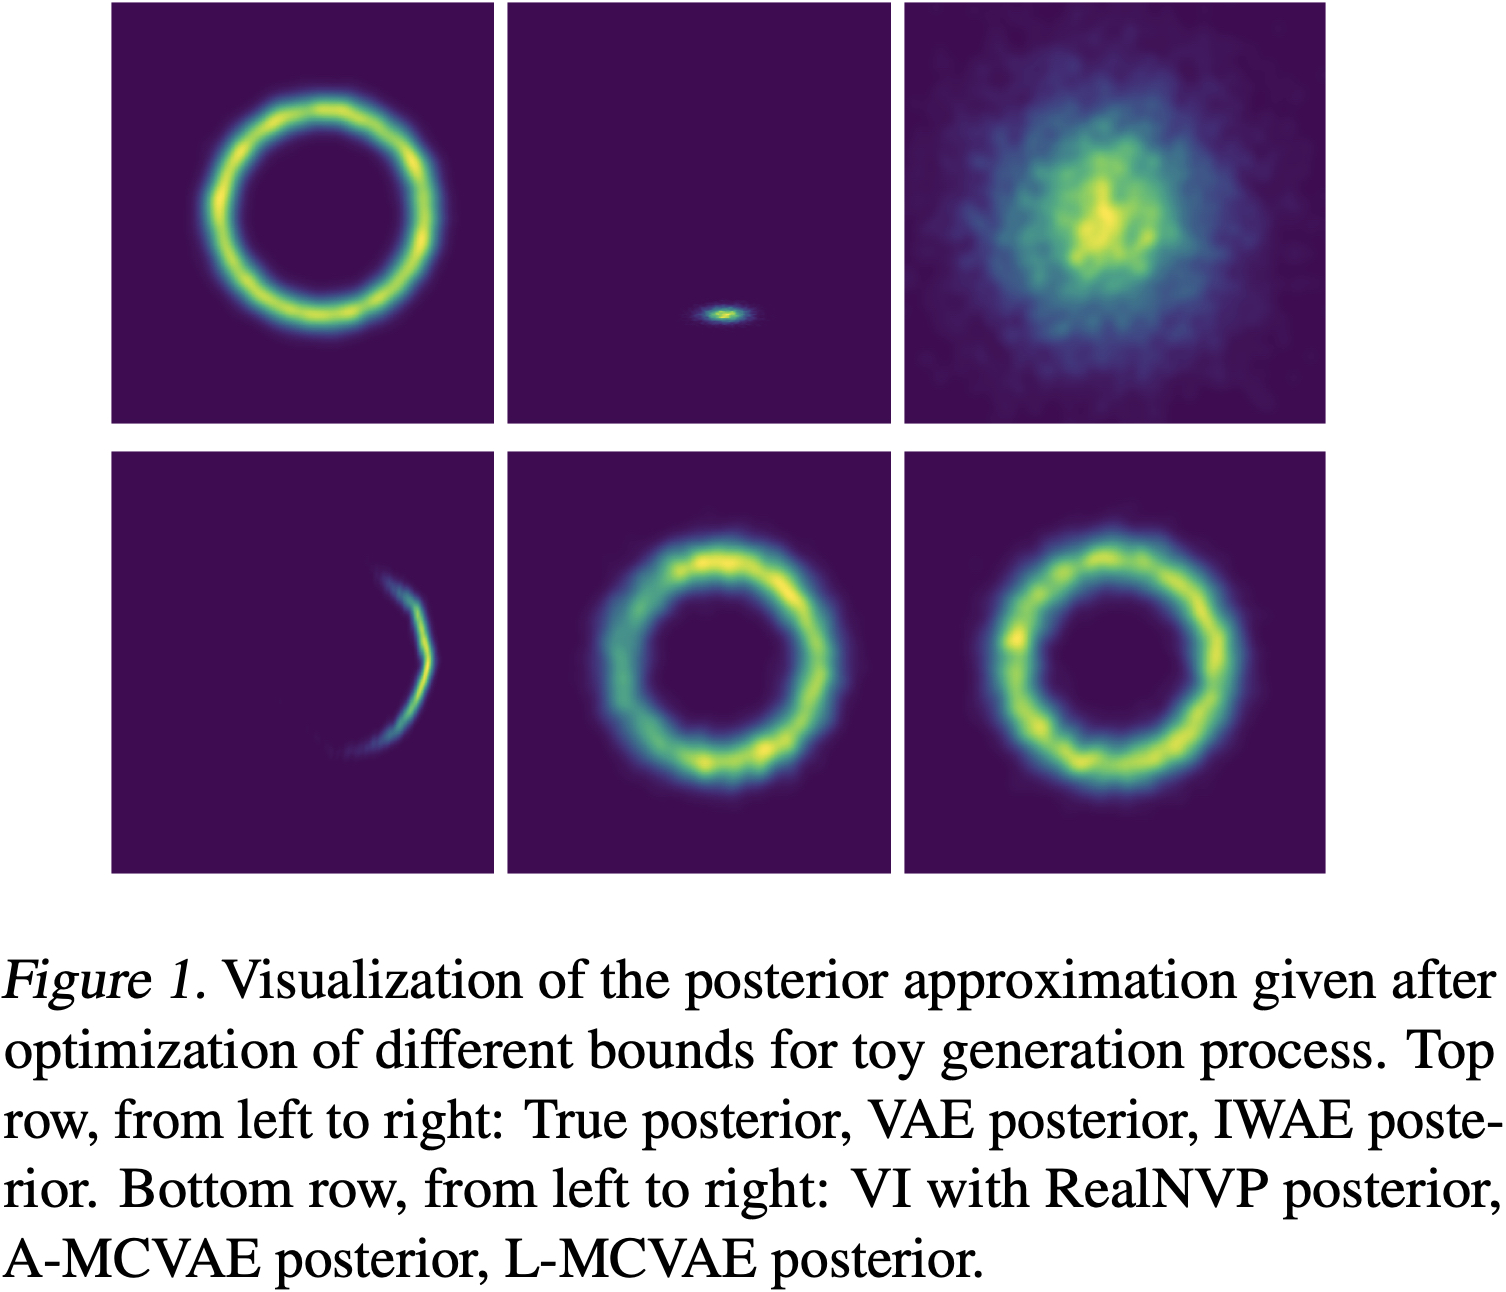 Figure 1. Visualization of the posterior approximation given after
optimization of different bounds for toy generation process. Top
row, from left to right: True posterior, VAE posterior, IWAE poste-
rior. Bottom row, from left to right: VI with RealNVP posterior,
A-MCVAE posterior, L-MCVAE posterior.